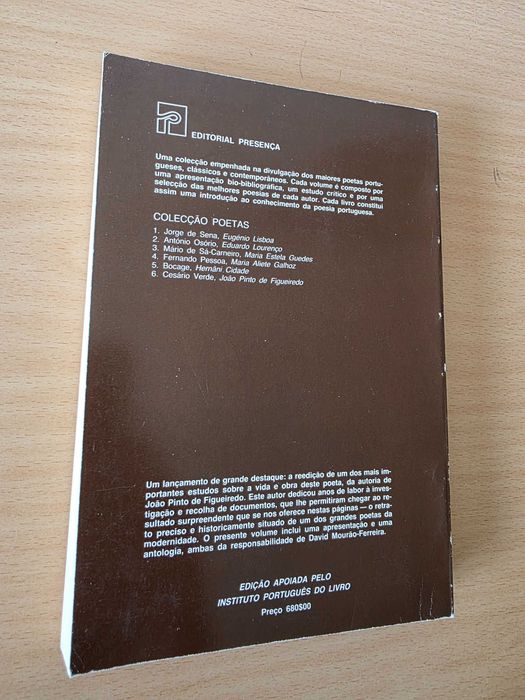 EDITORIAL PRESENÇA
Uma colecção empenhada na divulgação dos maiores poetas portu-
gueses, clássicos e contemporâneos. Cada volume é composto por
uma apresentação bio-bibliográfica, um estudo crítico e por uma
selecção das melhores poesias de cada autor. Cada livro constitui
assim uma introdução ao conhecimento da poesia portuguesa.
COLECÇÃO POETAS
1. Jorge de Sena, Eugénio Lisboa
2. António Osório, Eduardo Lourenço
3. Mário de Sá-Carneiro, Maria Estela Guedes
4. Fernando Pessoa, Maria Aliete Galhoz
5. Bocage, Hernâni Cidade
6. Cesário Verde, João Pinto de Figueiredo
Um lançamento de grande destaque: a reedição de um dos mais im-
portantes estudos sobre a vida e obra deste poeta, da autoria de
João Pinto de Figueiredo. Este autor dedicou anos de labor à inves-
tigação e recolha de documentos, que lhe permitiram chegar ao re-
sultado surpreendente que se nos oferece nestas páginas — o retra-
to preciso e historicamente situado de um dos grandes poetas da
modernidade. O presente volume inclui uma apresentação e uma
antologia, ambas da responsabilidade de David Mourão-Ferreira.
EDIÇÃO APOIADA PELO
INSTITUTO PORTUGUÊS DO LIVRO
Preço 680$00